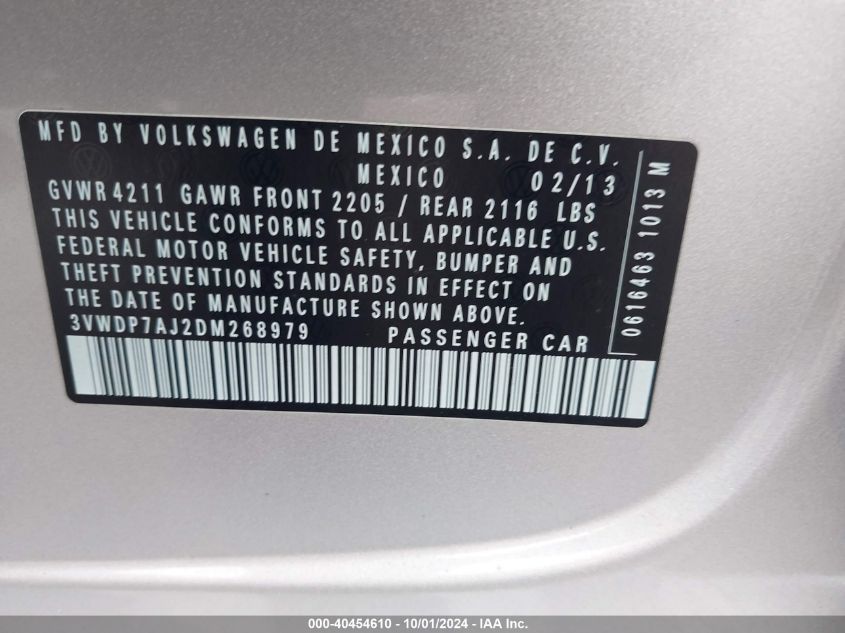 MFD BY VOLKSWAGEN DE MEXICO S.A. DE C.V.
MEXICO 02/13
GVWR 4211 GAWR FRONT 2205 / REAR 2116 LBS
THIS VEHICLE CONFORMS TO ALL APPLICABLE U.S.
FEDERAL MOTOR VEHICLE SAFETY, BUMPER AND
THEFT PREVENTION STANDARDS IN EFFECT ON
THE DATE OF MANUFACTURE SHOWN ABOVE.
3VWDP7AJ2DM268979 PASSENGER CAR
0616463 1013 M
000-40454610 - 10/01/2024 - IAA Inc.